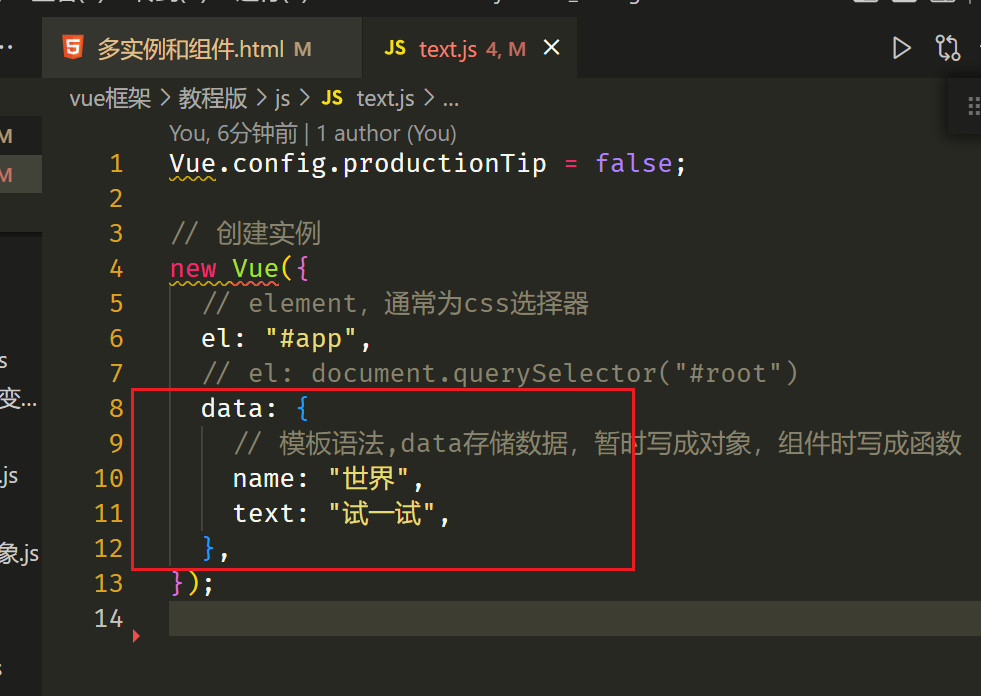 多实例和组件.html M
JS text.js 4, M
vue框架 > 教程版 > js > JS text.js > ...
You, 6分钟前 | 1 author (You)
M
1 Vue.config.productionTip = false;
M
2
3 // 创建实例
4 new Vue({
5 // element，通常为css选择器
6 el: "#app",
s
7 // el: document.querySelector("#root")
变...
8 data: {
9 // 模板语法,data存储数据，暂时写成对象，组件时写成函数
.js
10 name: "世界",
11 text: "试一试",
象.js
12 },
13 });
14
s